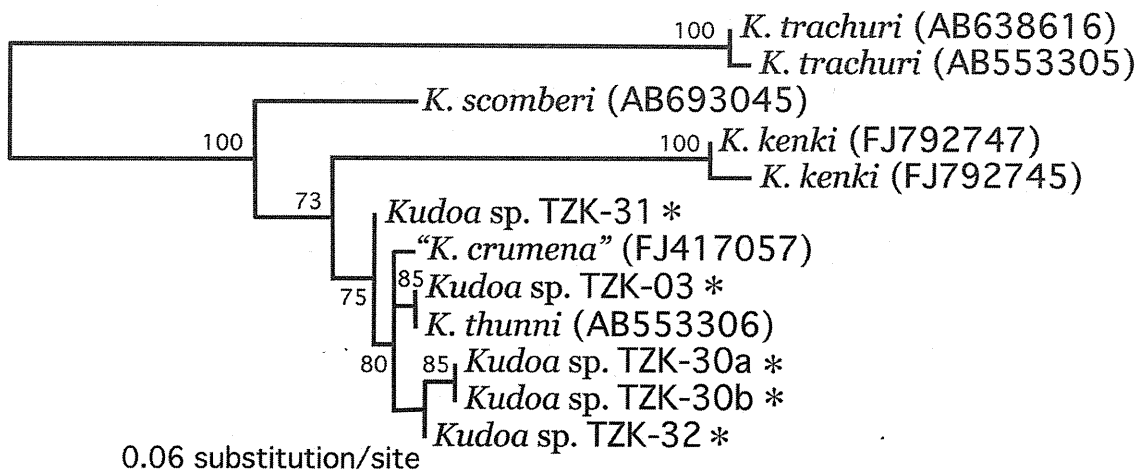 100 K. trachuri (AB638616)
K. trachuri (AB553305)
K. scomberi (AB693045)
100
100 K. kenki (FJ792747)
K. kenki (FJ792745)
73
Kudoa sp. TZK-31 *
“K. crumena” (FJ417057)
85 Kudoa sp. TZK-03 *
75
K. thunni (AB553306)
80
85 Kudoa sp. TZK-30a *
Kudoa sp. TZK-30b *
Kudoa sp. TZK-32 *
0.06 substitution/site